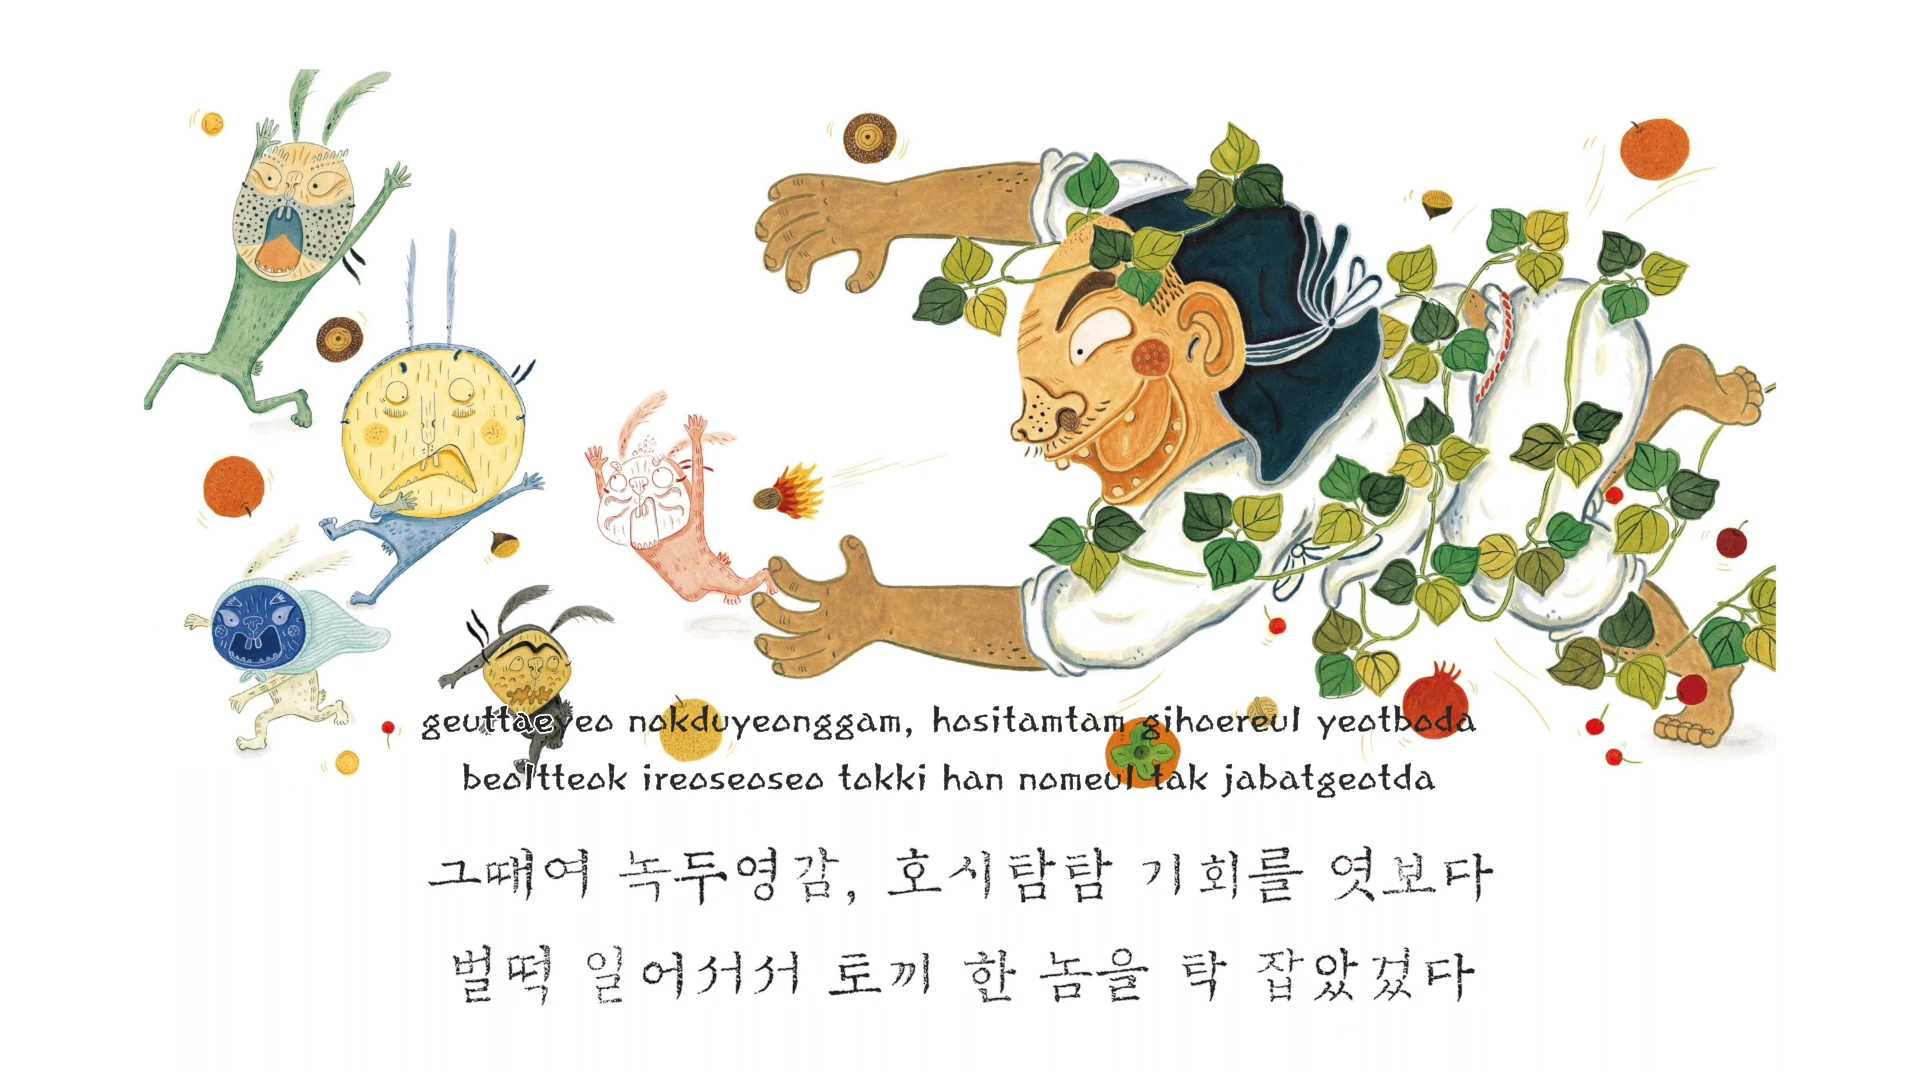 geuttaeyeo nokduyeonggam, hositamtam gihoereul yeotboda
beoltteok ireoseoseo tokki han nomeul tak jabatgeotda
그때여 녹두영감, 호시탐탐 기회를 엿보다
벌떡 일어서서 토끼 한 놈을 탁 잡았겄다